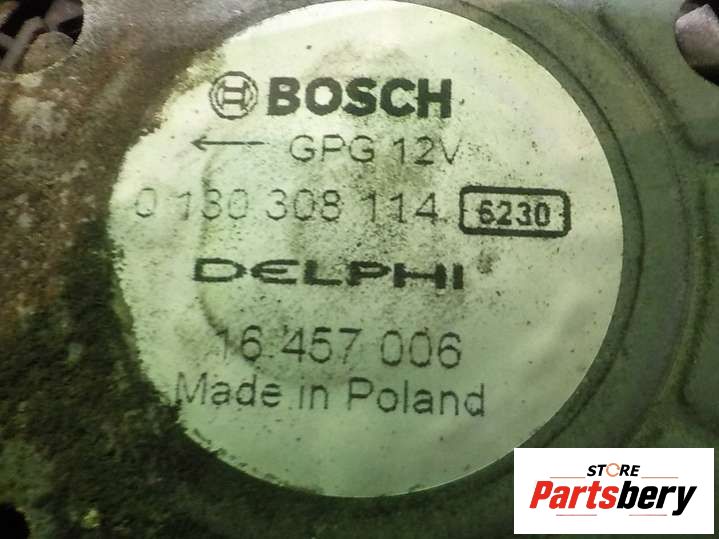 BOSCH
← GPG 12V
0 130 308 114 6230
DELPHI
16 457 006
Made in Poland
STORE
Partsbery